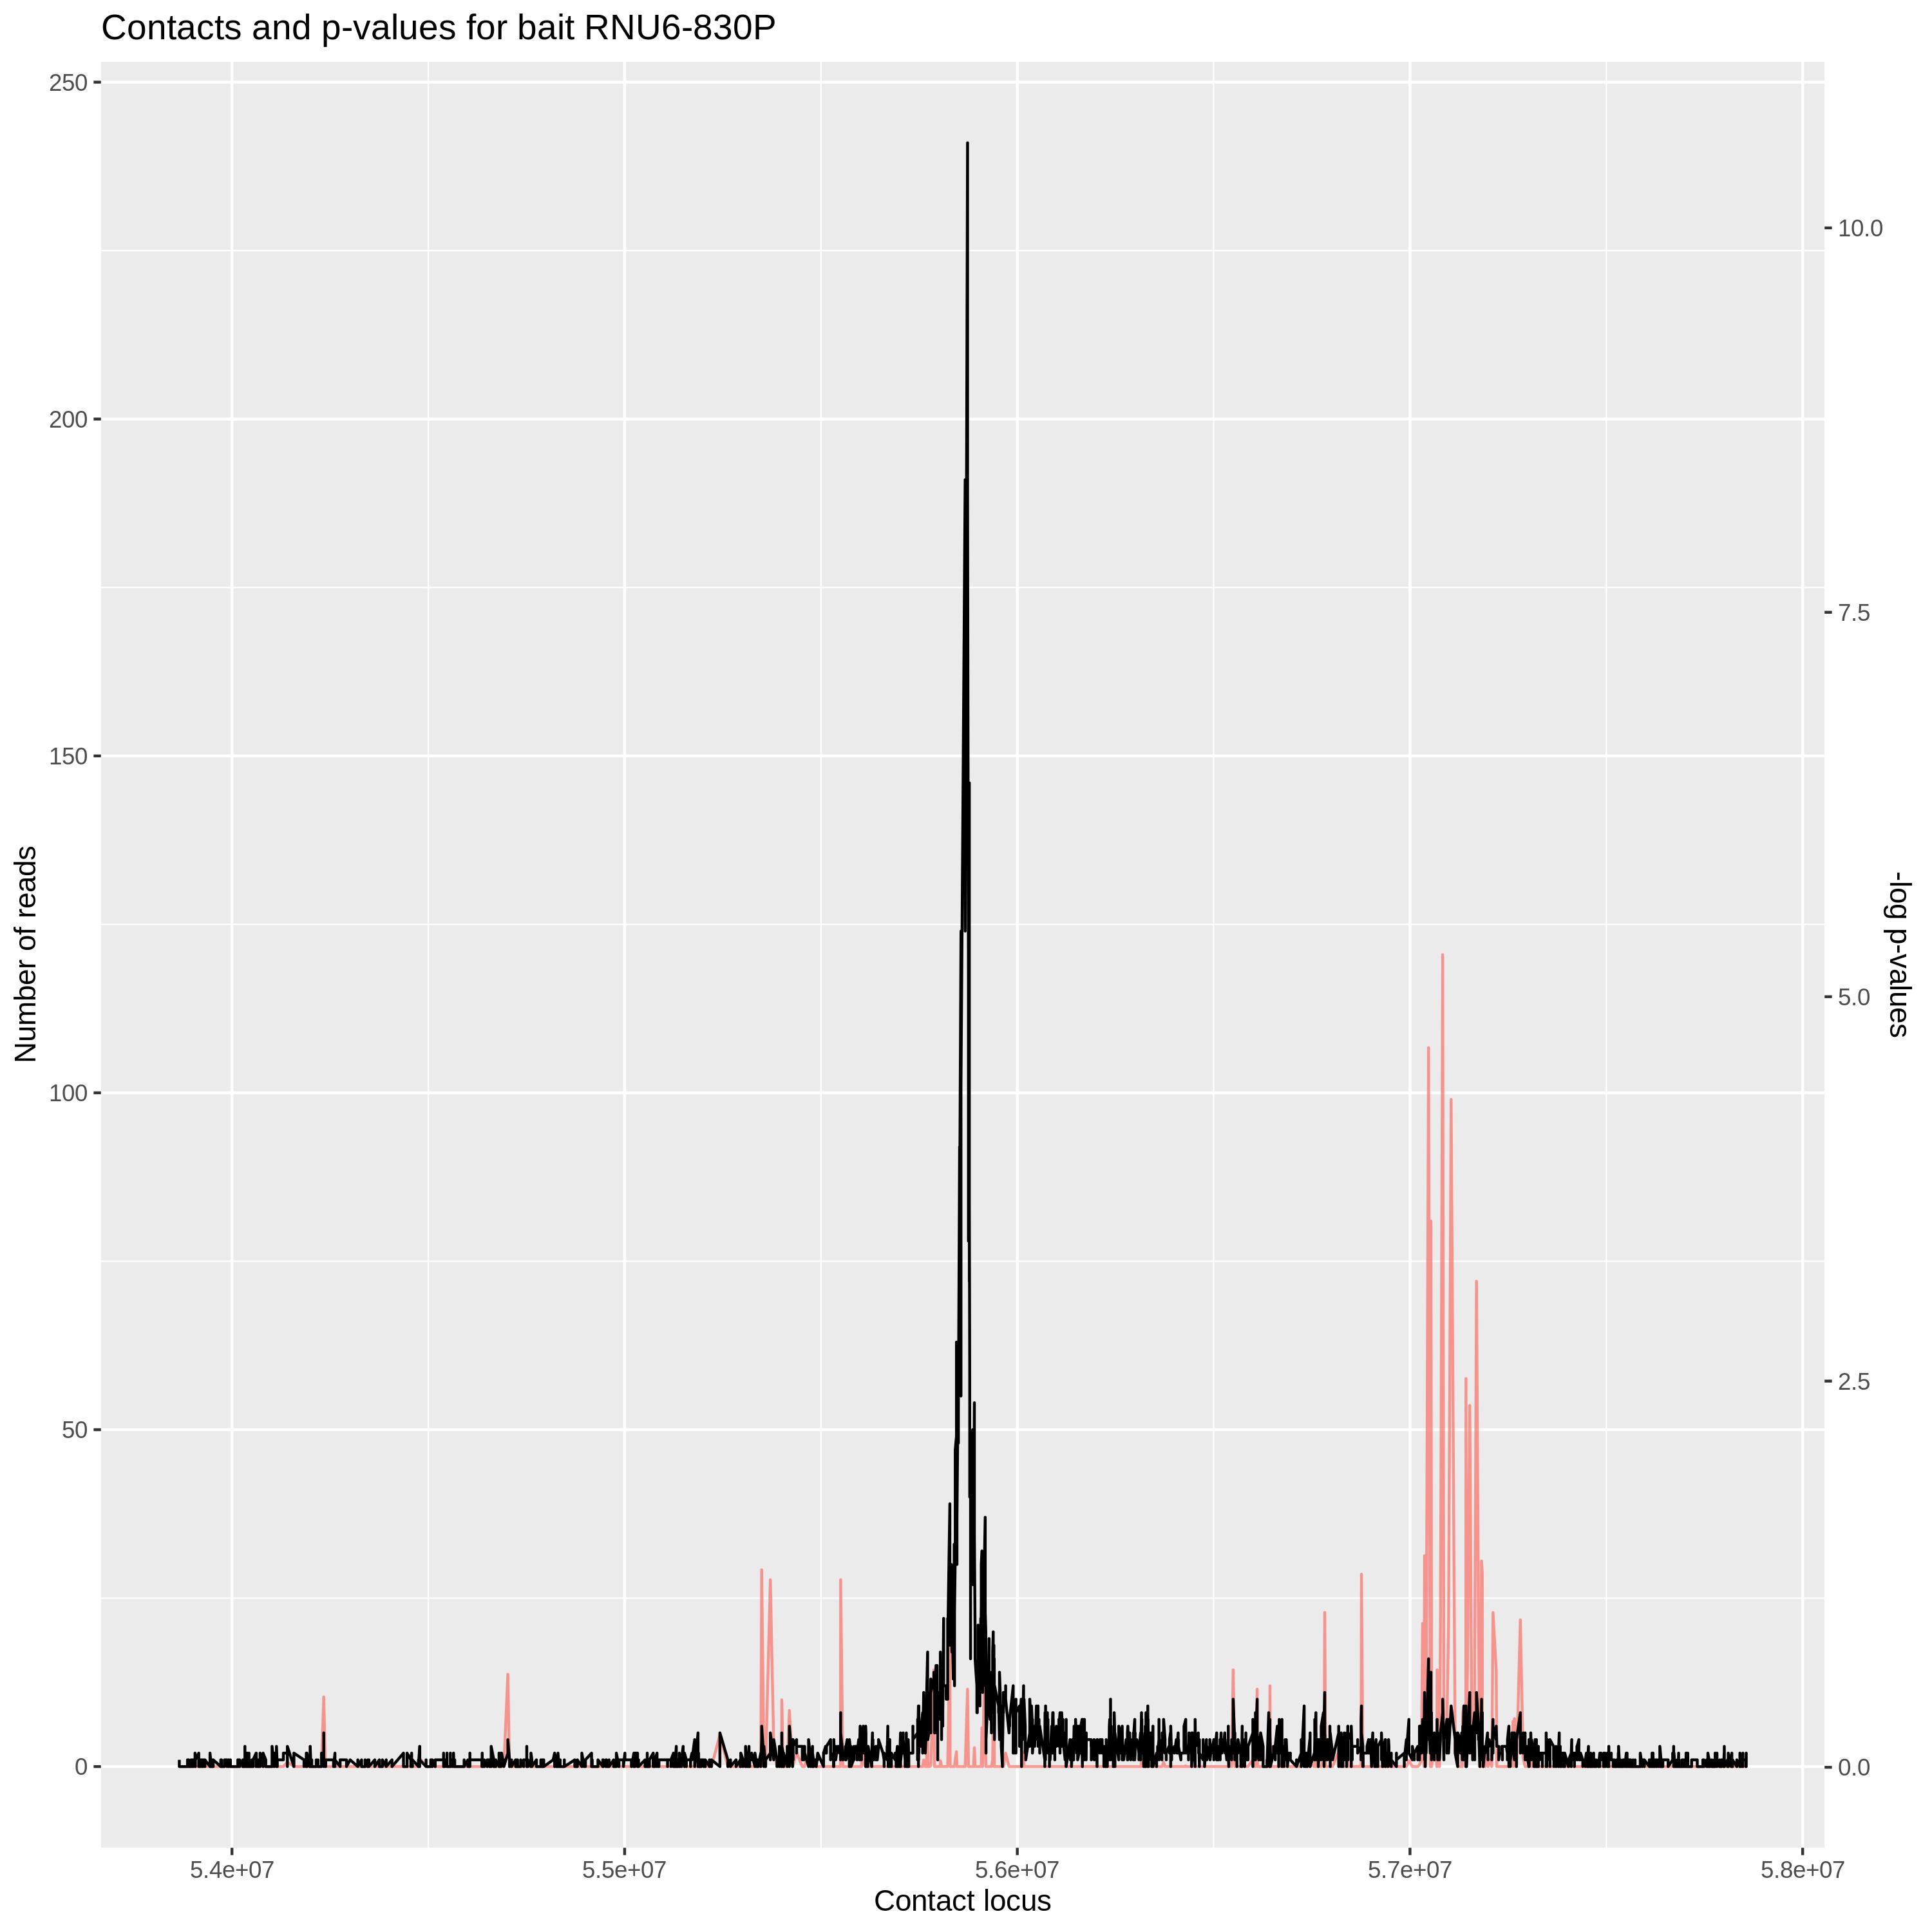 Contacts and p-values for bait RNU6-830P
250
200
150
100
50
0
Number of reads
10.0
7.5
5.0
2.5
0.0
-log p-values
5.4e+07 5.5e+07 5.6e+07 5.7e+07 5.8e+07
Contact locus